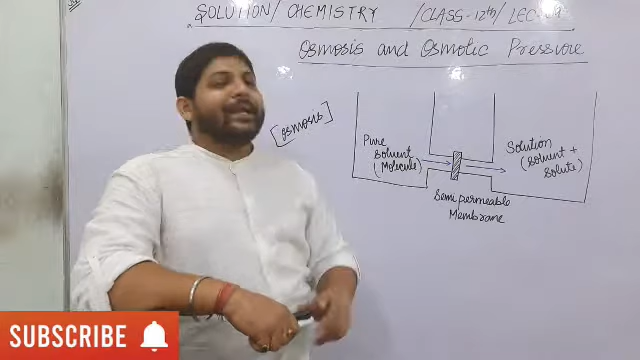 SOLUTION/ CHEMISTRY /CLASS-12th/ LEC-
Osmosis and Osmotic Pressure
[osmosis]
Pure
Solvent
(Molecule)
Solution
(Solvent +
Solute)
Semi permeable
Membrane
SUBSCRIBE